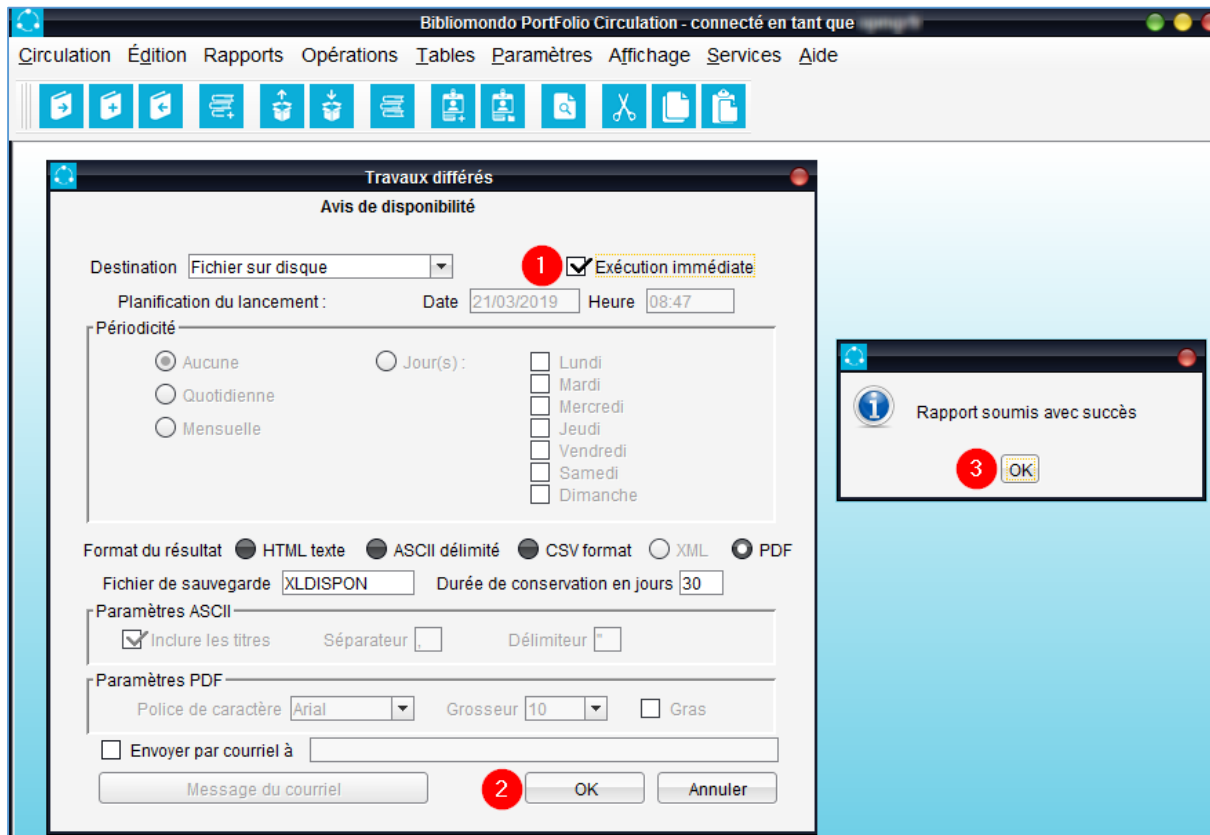 Bibliomondo PortFolio Circulation - connecté en tant que
Circulation Édition Rapports Opérations Tables Paramètres Affichage Services Aide
Travaux différés
Avis de disponibilité
Destination Fichier sur disque 1 Exécution immédiate
Planification du lancement : Date 21/03/2019 Heure 08:47
Périodicité
Aucune Jour(s) : Lundi
Mardi
Quotidienne
Mercredi
Mensuelle Jeudi
Vendredi
Samedi
Dimanche
Rapport soumis avec succès
3 OK
Format du résultat HTML texte ASCII délimité CSV format XML PDF
Fichier de sauvegarde XLDISPON Durée de conservation en jours 30
Paramètres ASCII
Inclure les titres Séparateur , Délimiteur "
Paramètres PDF
Police de caractère Arial Grosseur 10 Gras
Envoyer par courriel à
Message du courriel 2 OK Annuler